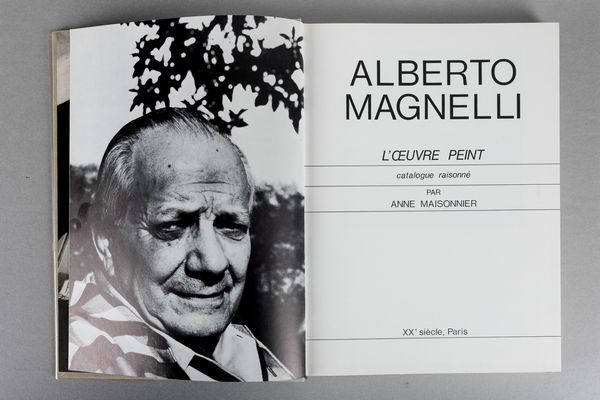 ALBERTO
MAGNELLI
L'ŒUVRE PEINT
catalogue raisonné
PAR
ANNE MAISONNIER
XXe siècle, Paris